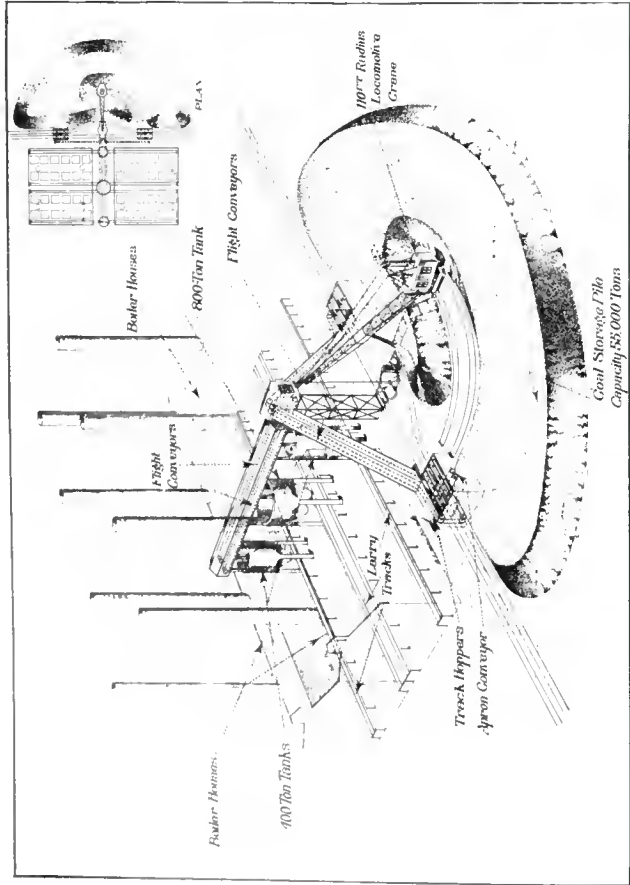 PLAN
Boiler Houses
800-Ton Tank
Flight Conveyors
110 FT Radius
Locomotive
Crane
Flight
Conveyors
Larry
Tracks
Boiler Houses
400 Ton Tanks
Track Hoppers
Apron Conveyor
Coal Storage Pile
Capacity 55,000 Tons